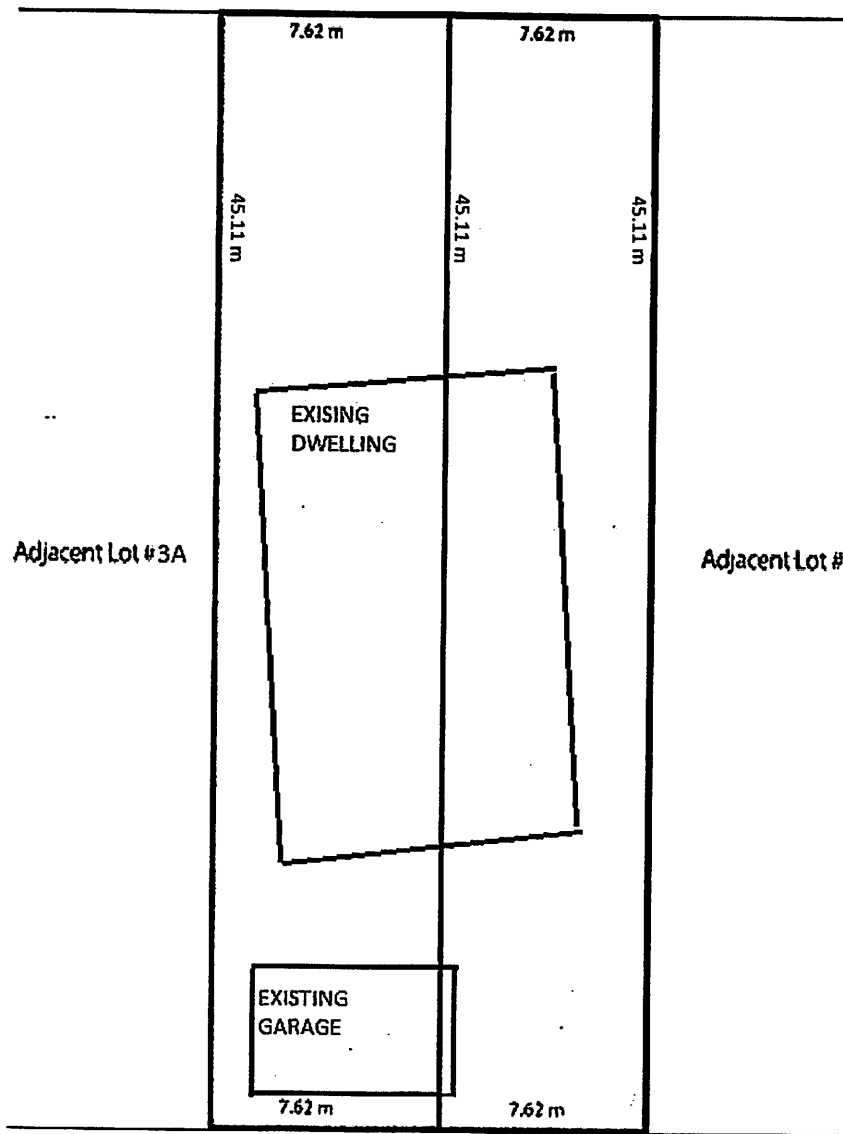 7.62 m
7.62 m
45.11 m
45.11 m
45.11 m
EXISING
DWELLING
Adjacent Lot #3A
Adjacent Lot #
EXISTING
GARAGE
7.62 m
7.62 m